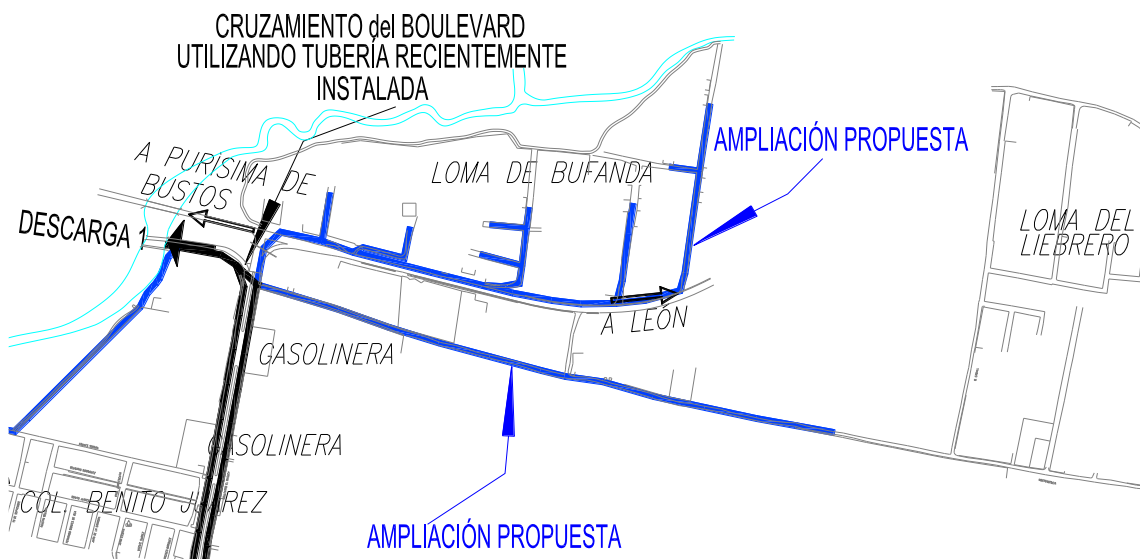 CRUZAMIENTO del BOULEVARD
UTILIZANDO TUBERÍA RECIENTEMENTE
INSTALADA
AMPLIACIÓN PROPUESTA
A PURISIMA DE
BUSTOS
LOMA DE BUFANDA
DESCARGA 1
LOMA DEL
LIEBRERO
A LEÓN
GASOLINERA
GASOLINERA
COL. BENITO JUAREZ
AMPLIACIÓN PROPUESTA